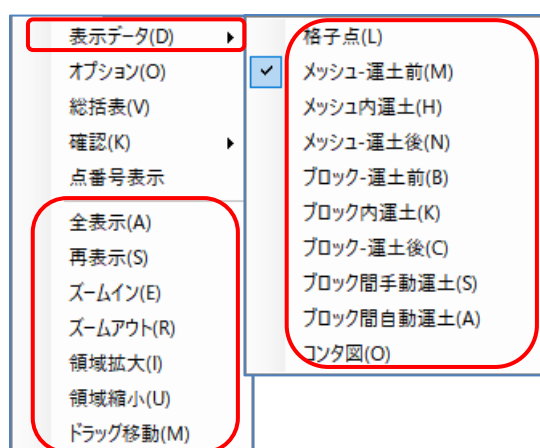 表示データ(D)
オプション(O)
総括表(V)
確認(K)
点番号表示
全表示(A)
再表示(S)
ズームイン(E)
ズームアウト(R)
領域拡大(I)
領域縮小(U)
ドラッグ移動(M)
格子点(L)
メッシュ-運土前(M)
メッシュ内運土(H)
メッシュ-運土後(N)
ブロック-運土前(B)
ブロック内運土(K)
ブロック-運土後(C)
ブロック間手動運土(S)
ブロック間自動運土(A)
コンタ図(O)